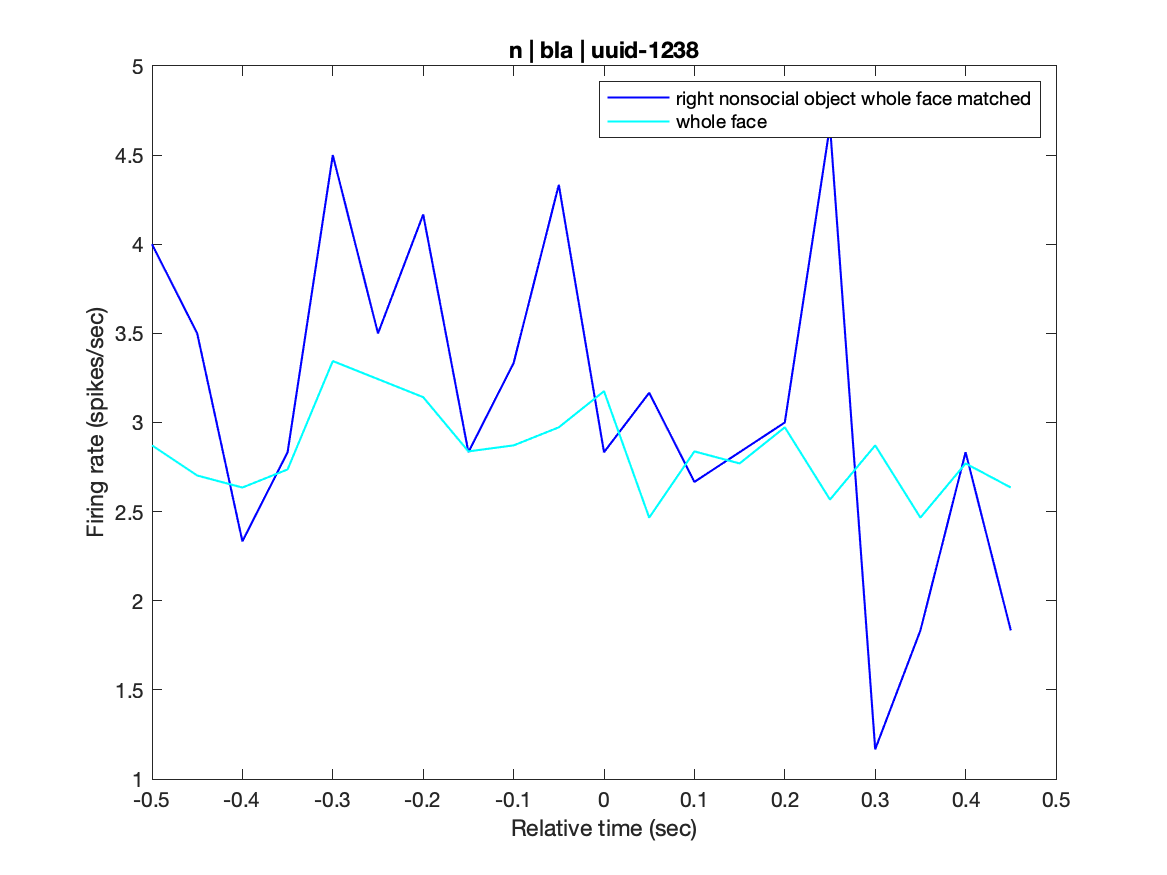 n | bla | uuid-1238
right nonsocial object whole face matched
whole face
Firing rate (spikes/sec)
5
4.5
4
3.5
3
2.5
2
1.5
1
-0.5 -0.4 -0.3 -0.2 -0.1 0 0.1 0.2 0.3 0.4 0.5
Relative time (sec)